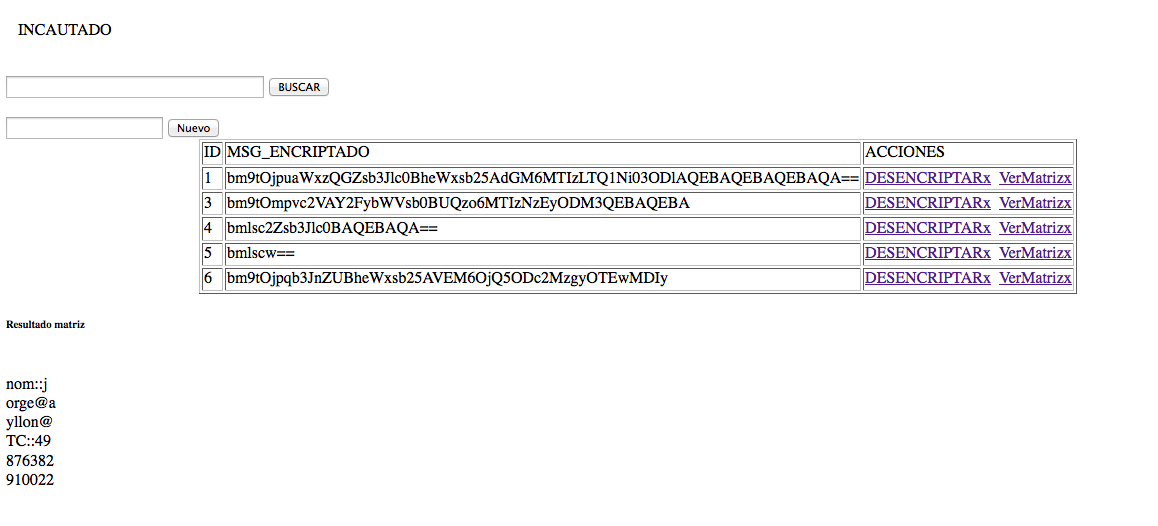 INCAUTADO
BUSCAR
Nuevo
ID MSG_ENCRIPTADO ACCIONES
1 bm9tOjpuaWxzQGZsb3Jlc0BheWxsb25AdGM6MTIzLTQ1Ni03ODlAQEBAQEBAQEBAQA== DESENCRIPTARx VerMatrizx
3 bm9tOmpvc2VAY2FybWVsb0BUQzo6MTIzNzEyODM3QEBAQEBA DESENCRIPTARx VerMatrizx
4 bmlsc2Zsb3Jlc0BAQEBAQA== DESENCRIPTARx VerMatrizx
5 bmlscw== DESENCRIPTARx VerMatrizx
6 bm9tOjpqb3JnZUBheWxsb25AVEM6OjQ5ODc2MzgyOTEwMDIy DESENCRIPTARx VerMatrizx
Resultado matriz
nom::j
orge@a
yllon@
TC::49
876382
910022